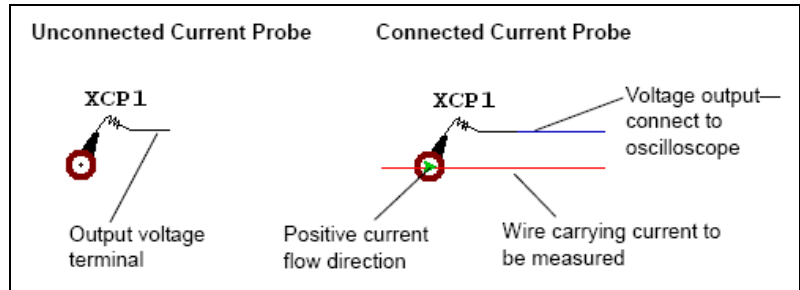 Unconnected Current Probe
Connected Current Probe
XCP1
XCP1
Voltage output—
connect to
oscilloscope
Output voltage
terminal
Positive current
flow direction
Wire carrying current to
be measured